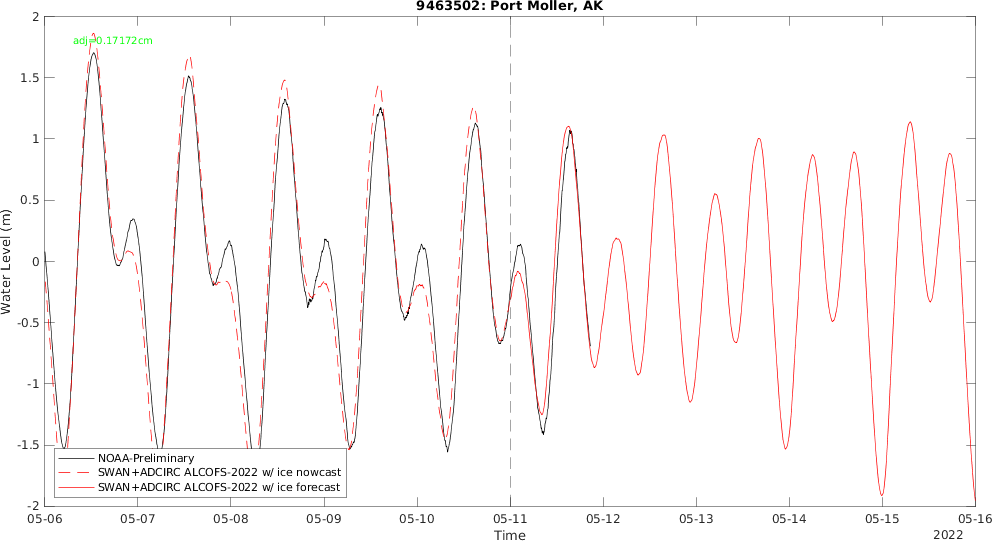 9463502: Port Moller, AK
adj=0.17172cm
Water Level (m)
2
1.5
1
0.5
0
-0.5
-1
-1.5
-2
NOAA-Preliminary
SWAN+ADCIRC ALCOFS-2022 w/ ice nowcast
SWAN+ADCIRC ALCOFS-2022 w/ ice forecast
05-06 05-07 05-08 05-09 05-10 05-11 05-12 05-13 05-14 05-15 05-16
Time
2022